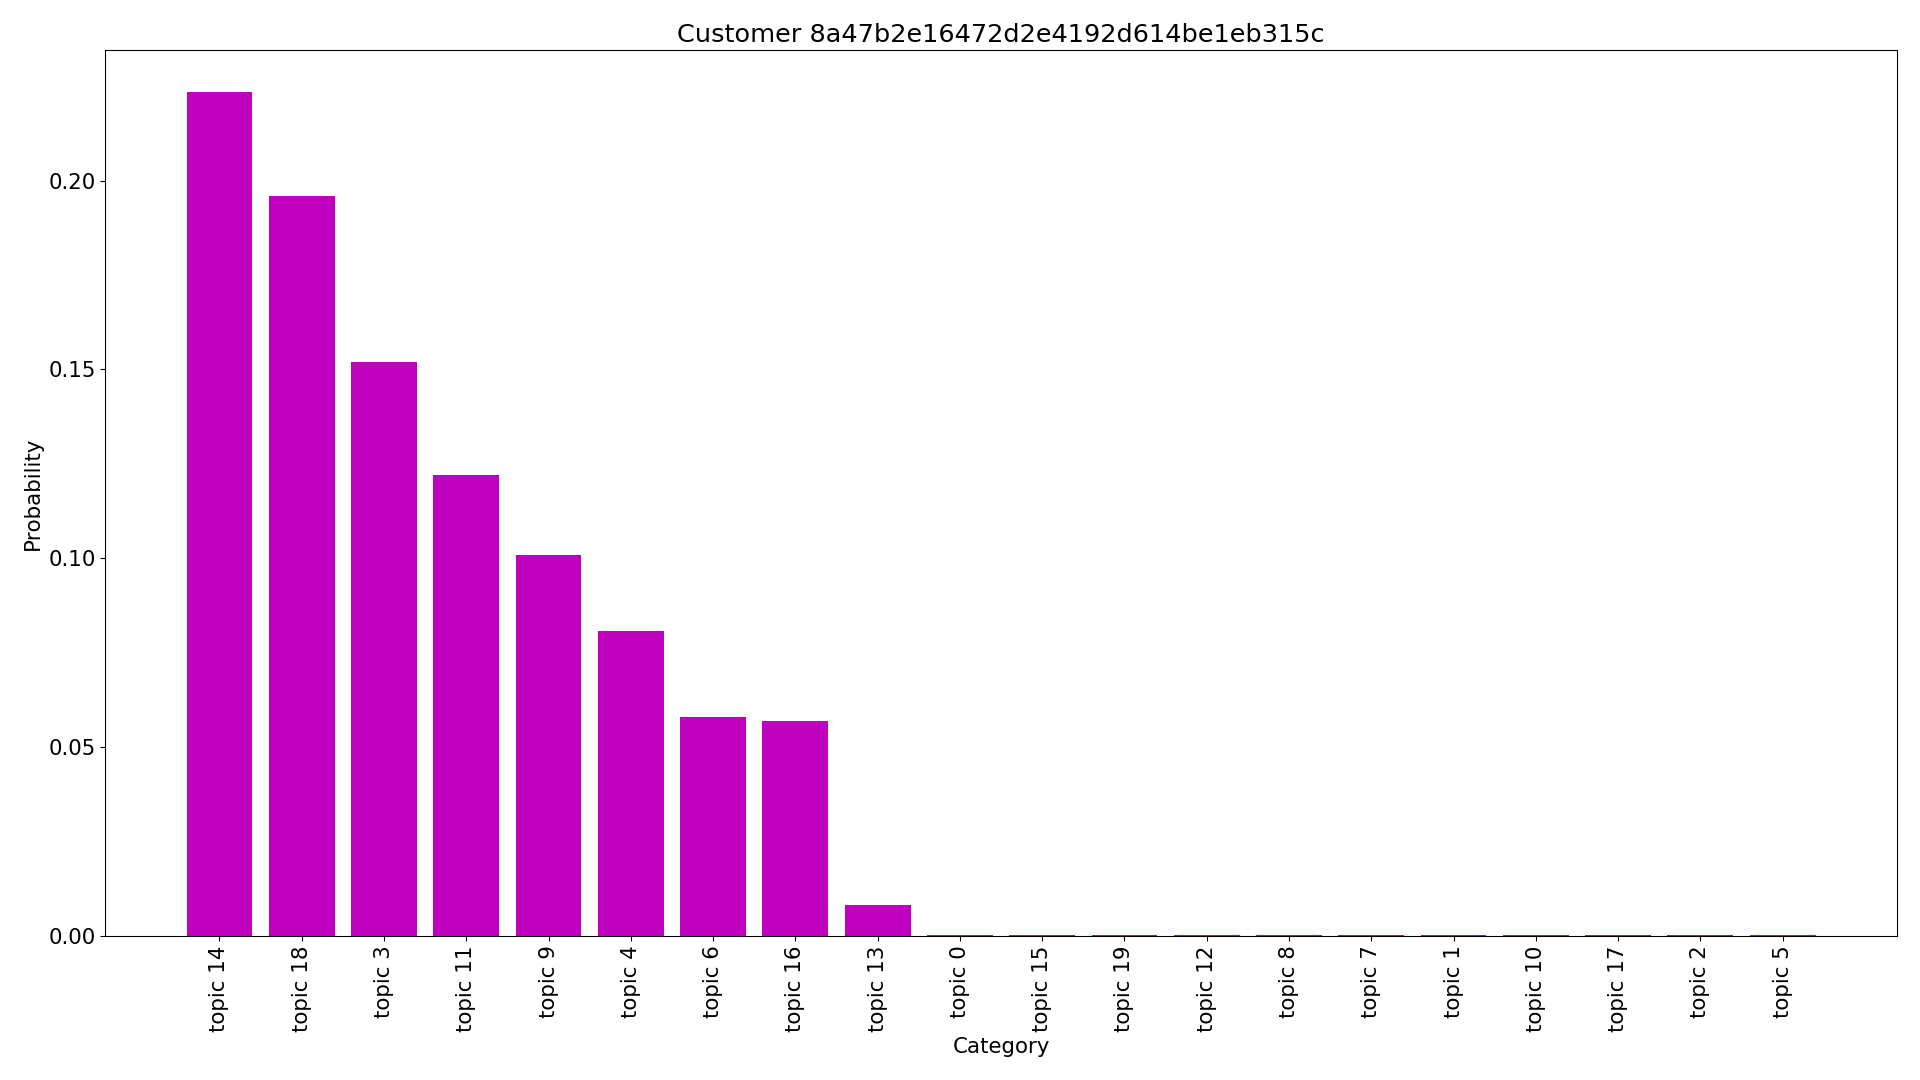 Customer 8a47b2e16472d2e4192d614be1eb315c
Probability
0.20
0.15
0.10
0.05
0.00
topic 14
topic 18
topic 3
topic 11
topic 9
topic 4
topic 6
topic 16
topic 13
topic 0
topic 15
topic 19
topic 12
topic 8
topic 7
topic 1
topic 10
topic 17
topic 2
topic 5
Category